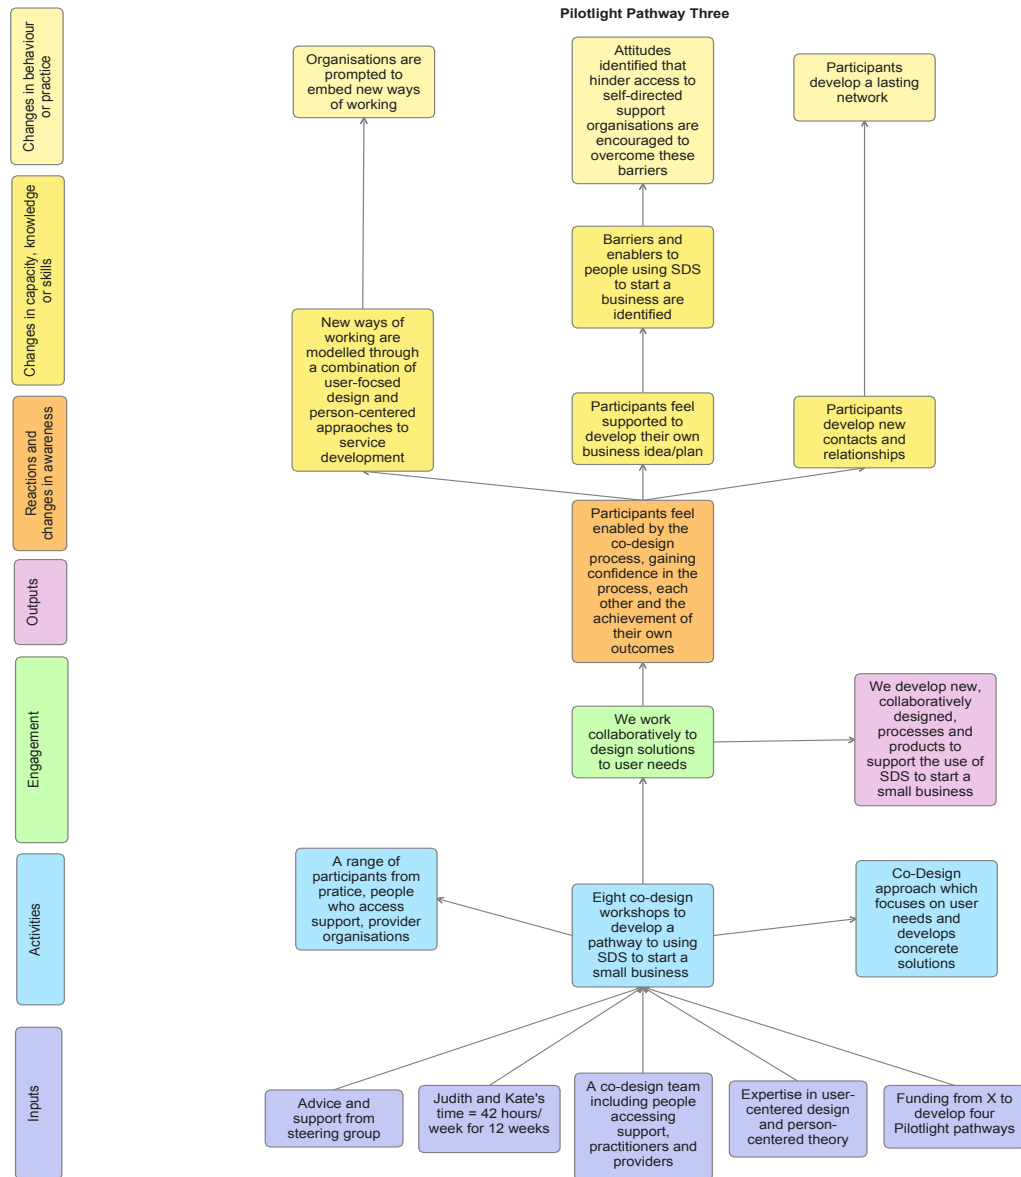 Pilotlight Pathway Three
Changes in behaviour
or practice
Organisations are
prompted to
embed new ways
of working
Attitudes
identified that
hinder access to
self-directed
support
organisations are
encouraged to
overcome these
barriers
Participants
develop a lasting
network
Changes in capacity, knowledge
or skills
Barriers and
enablers to
people using SDS
to start a
business are
identified
New ways of
working are
modelled through
a combination of
user-focsed
design and
person-centered
appraoches to
service
development
Participants feel
supported to
develop their own
business idea/plan
Participants
develop new
contacts and
relationships
Reactions and
changes in awareness
Participants feel
enabled by the
co-design
process, gaining
confidence in the
process, each
other and the
achievement of
their own
outcomes
Outputs
Engagement
We work
collaboratively to
design solutions
to user needs
We develop new,
collaboratively
designed,
processes and
products to
support the use of
SDS to start a
small business
Activities
A range of
participants from
pratice, people
who access
support, provider
organisations
Eight co-design
workshops to
develop a
pathway to using
SDS to start a
small business
Co-Design
approach which
focuses on user
needs and
develops
concerete
solutions
Inputs
Advice and
support from
steering group
Judith and Kate's
time = 42 hours/
week for 12 weeks
A co-design team
including people
accessing
support,
practitioners and
providers
Expertise in user-
centered design
and person-
centered theory
Funding from X to
develop four
Pilotlight pathways